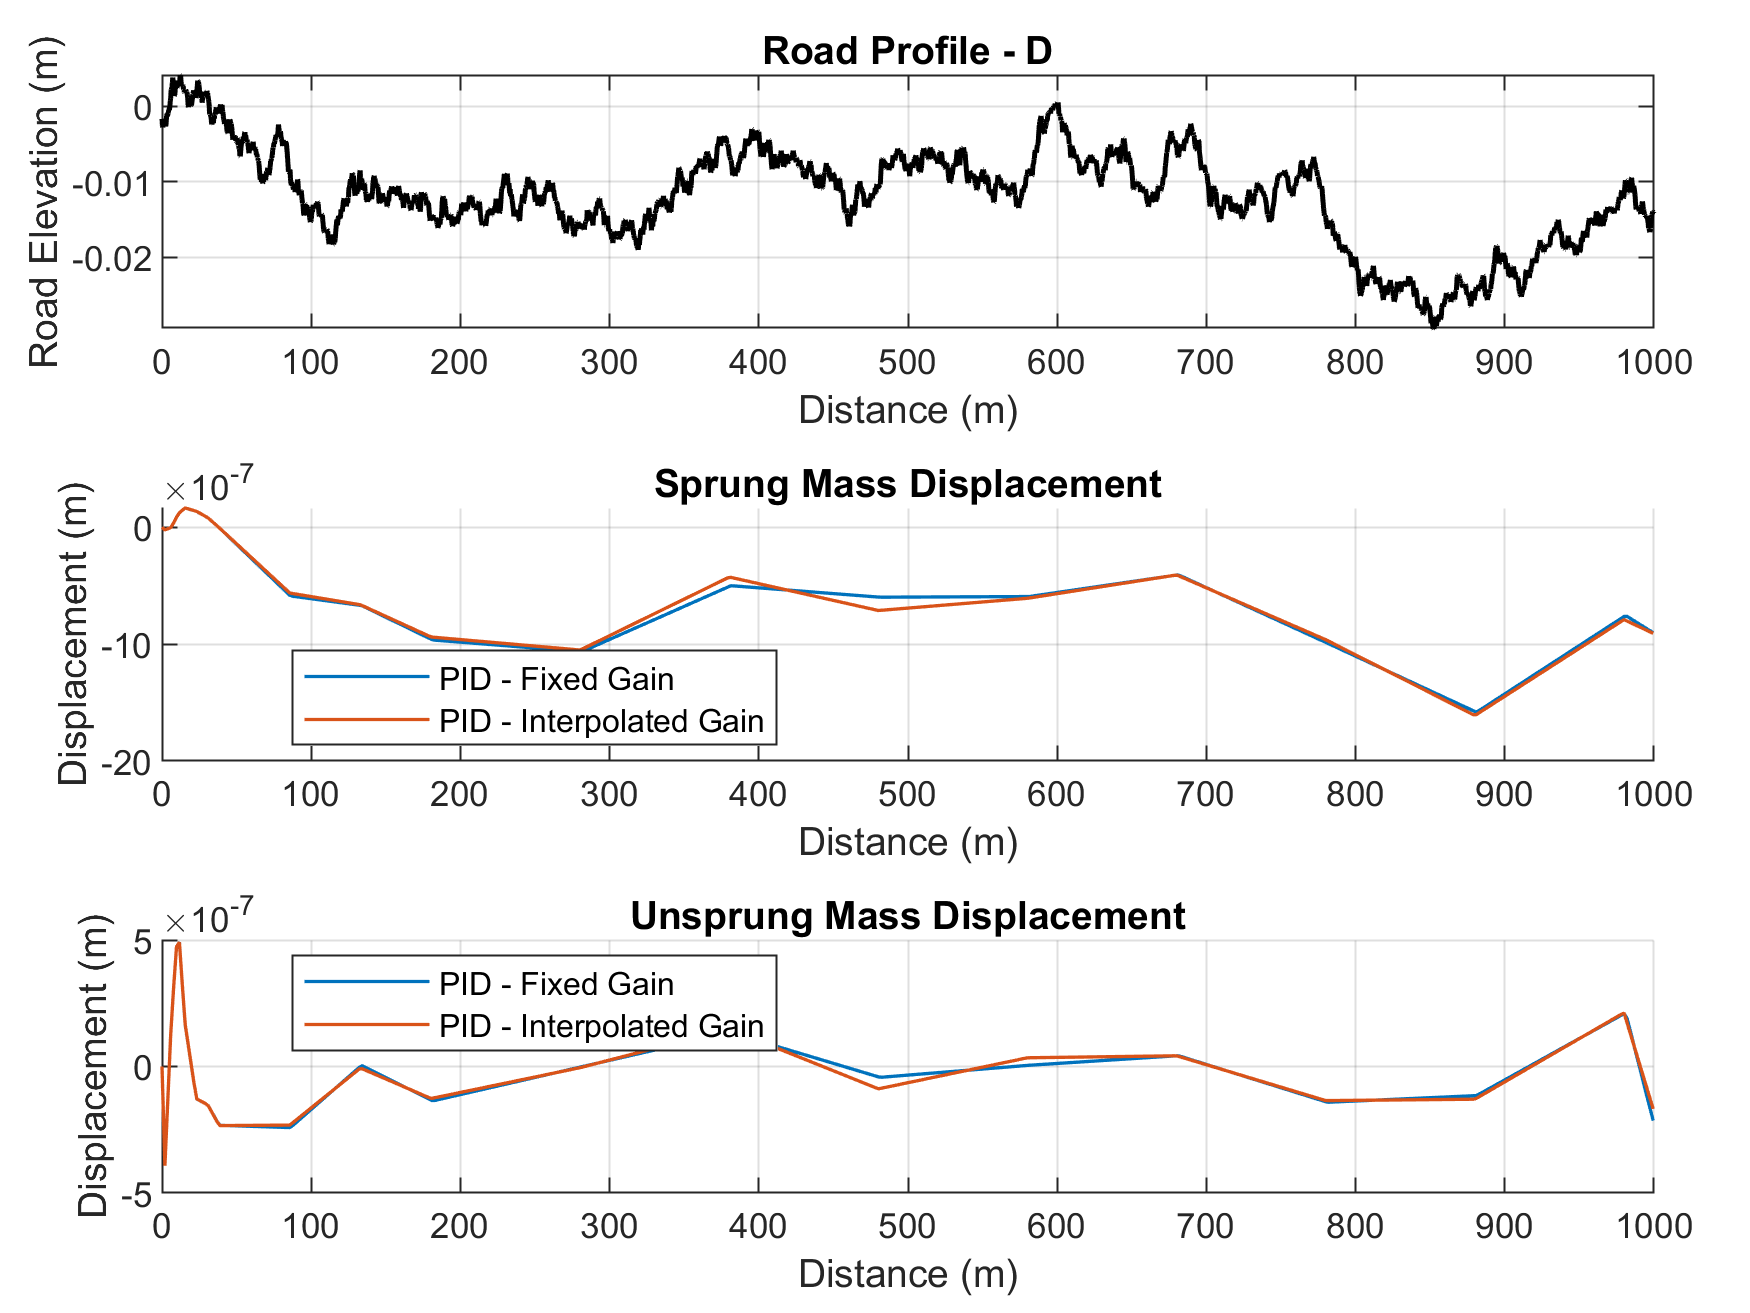 Road Profile - D
Road Elevation (m)
0
-0.01
-0.02
0 100 200 300 400 500 600 700 800 900 1000
Distance (m)
×10-7
Sprung Mass Displacement
Displacement (m)
0
-10
-20
PID - Fixed Gain
PID - Interpolated Gain
0 100 200 300 400 500 600 700 800 900 1000
Distance (m)
×10-7
Unsprung Mass Displacement
Displacement (m)
5
0
-5
PID - Fixed Gain
PID - Interpolated Gain
0 100 200 300 400 500 600 700 800 900 1000
Distance (m)